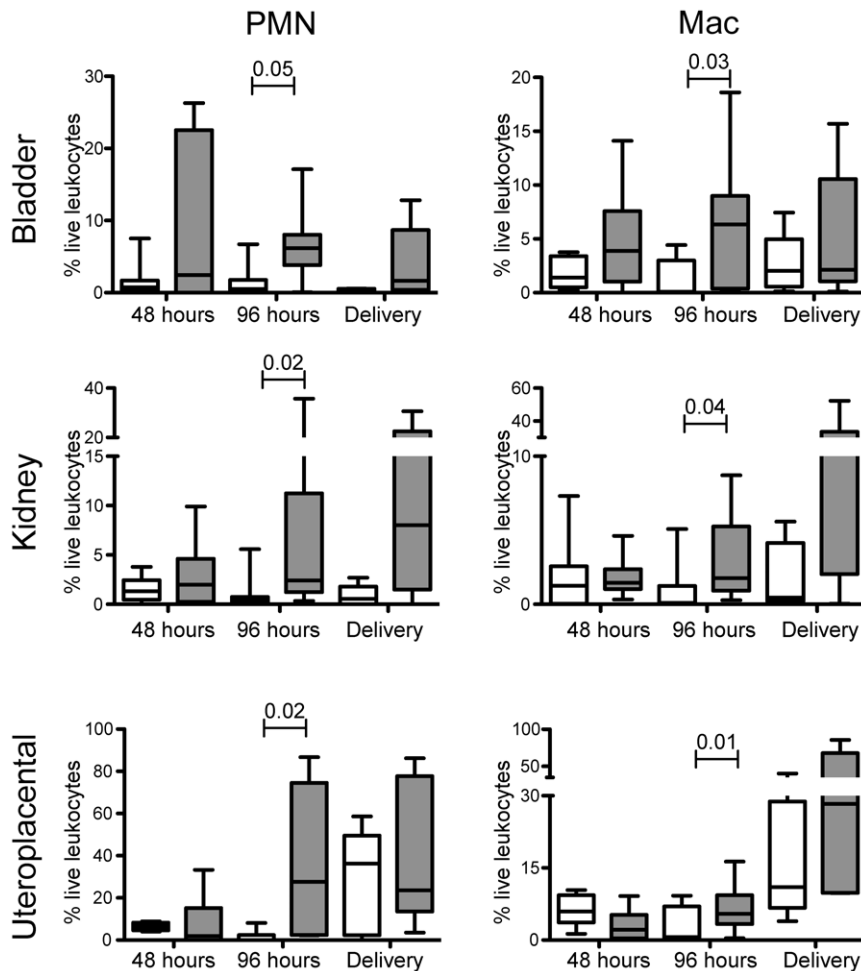 PMN
Mac
Bladder
% live leukocytes
30
20
10
0
0.05
48 hours 96 hours Delivery
% live leukocytes
20
15
10
5
0
0.03
48 hours 96 hours Delivery
Kidney
% live leukocytes
40
20
15
10
5
0
0.02
48 hours 96 hours Delivery
% live leukocytes
60
40
10
0
0.04
48 hours 96 hours Delivery
Uteroplacental
% live leukocytes
100
80
60
40
20
0
0.02
48 hours 96 hours Delivery
% live leukocytes
100
50
30
15
0
0.01
48 hours 96 hours Delivery